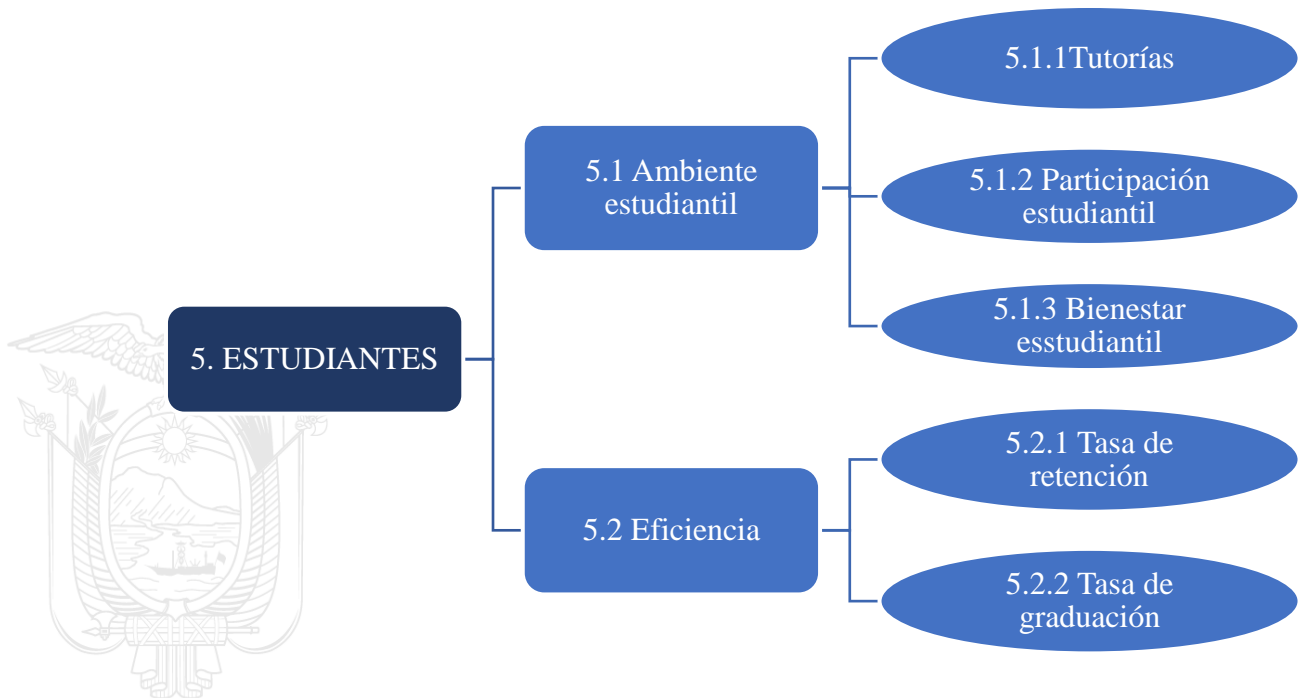 5. ESTUDIANTES
5.1 Ambiente
estudiantil
5.1.1Tutorías
5.1.2 Participación
estudiantil
5.1.3 Bienestar
esstudiantil
5.2 Eficiencia
5.2.1 Tasa de
retención
5.2.2 Tasa de
graduación